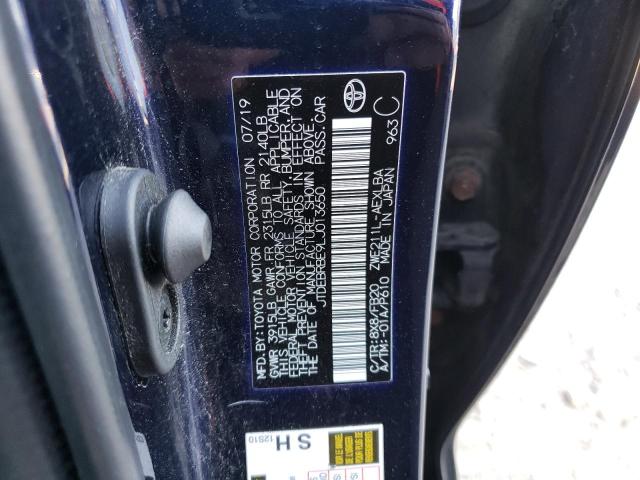 MFD.BY:TOYOTA MOTOR CORPORATION 07/19
GVWR 3915LB GAWR FR 2315LB RR 2140LB
THIS VEHICLE CONFORMS TO ALL APPLICABLE
FEDERAL MOTOR VEHICLE SAFETY, BUMPER, AND
THEFT PREVENTION STANDARDS IN EFFECT ON
THE DATE OF MANUFACTURE SHOWN ABOVE.
JTDEBRBE9LJ013650 PASS.CAR
C/TR:8X8/FB20 ZWE211L-AEXLBA
A/TM:-01A/P610 MADE IN JAPAN
963 C
SH
12S10